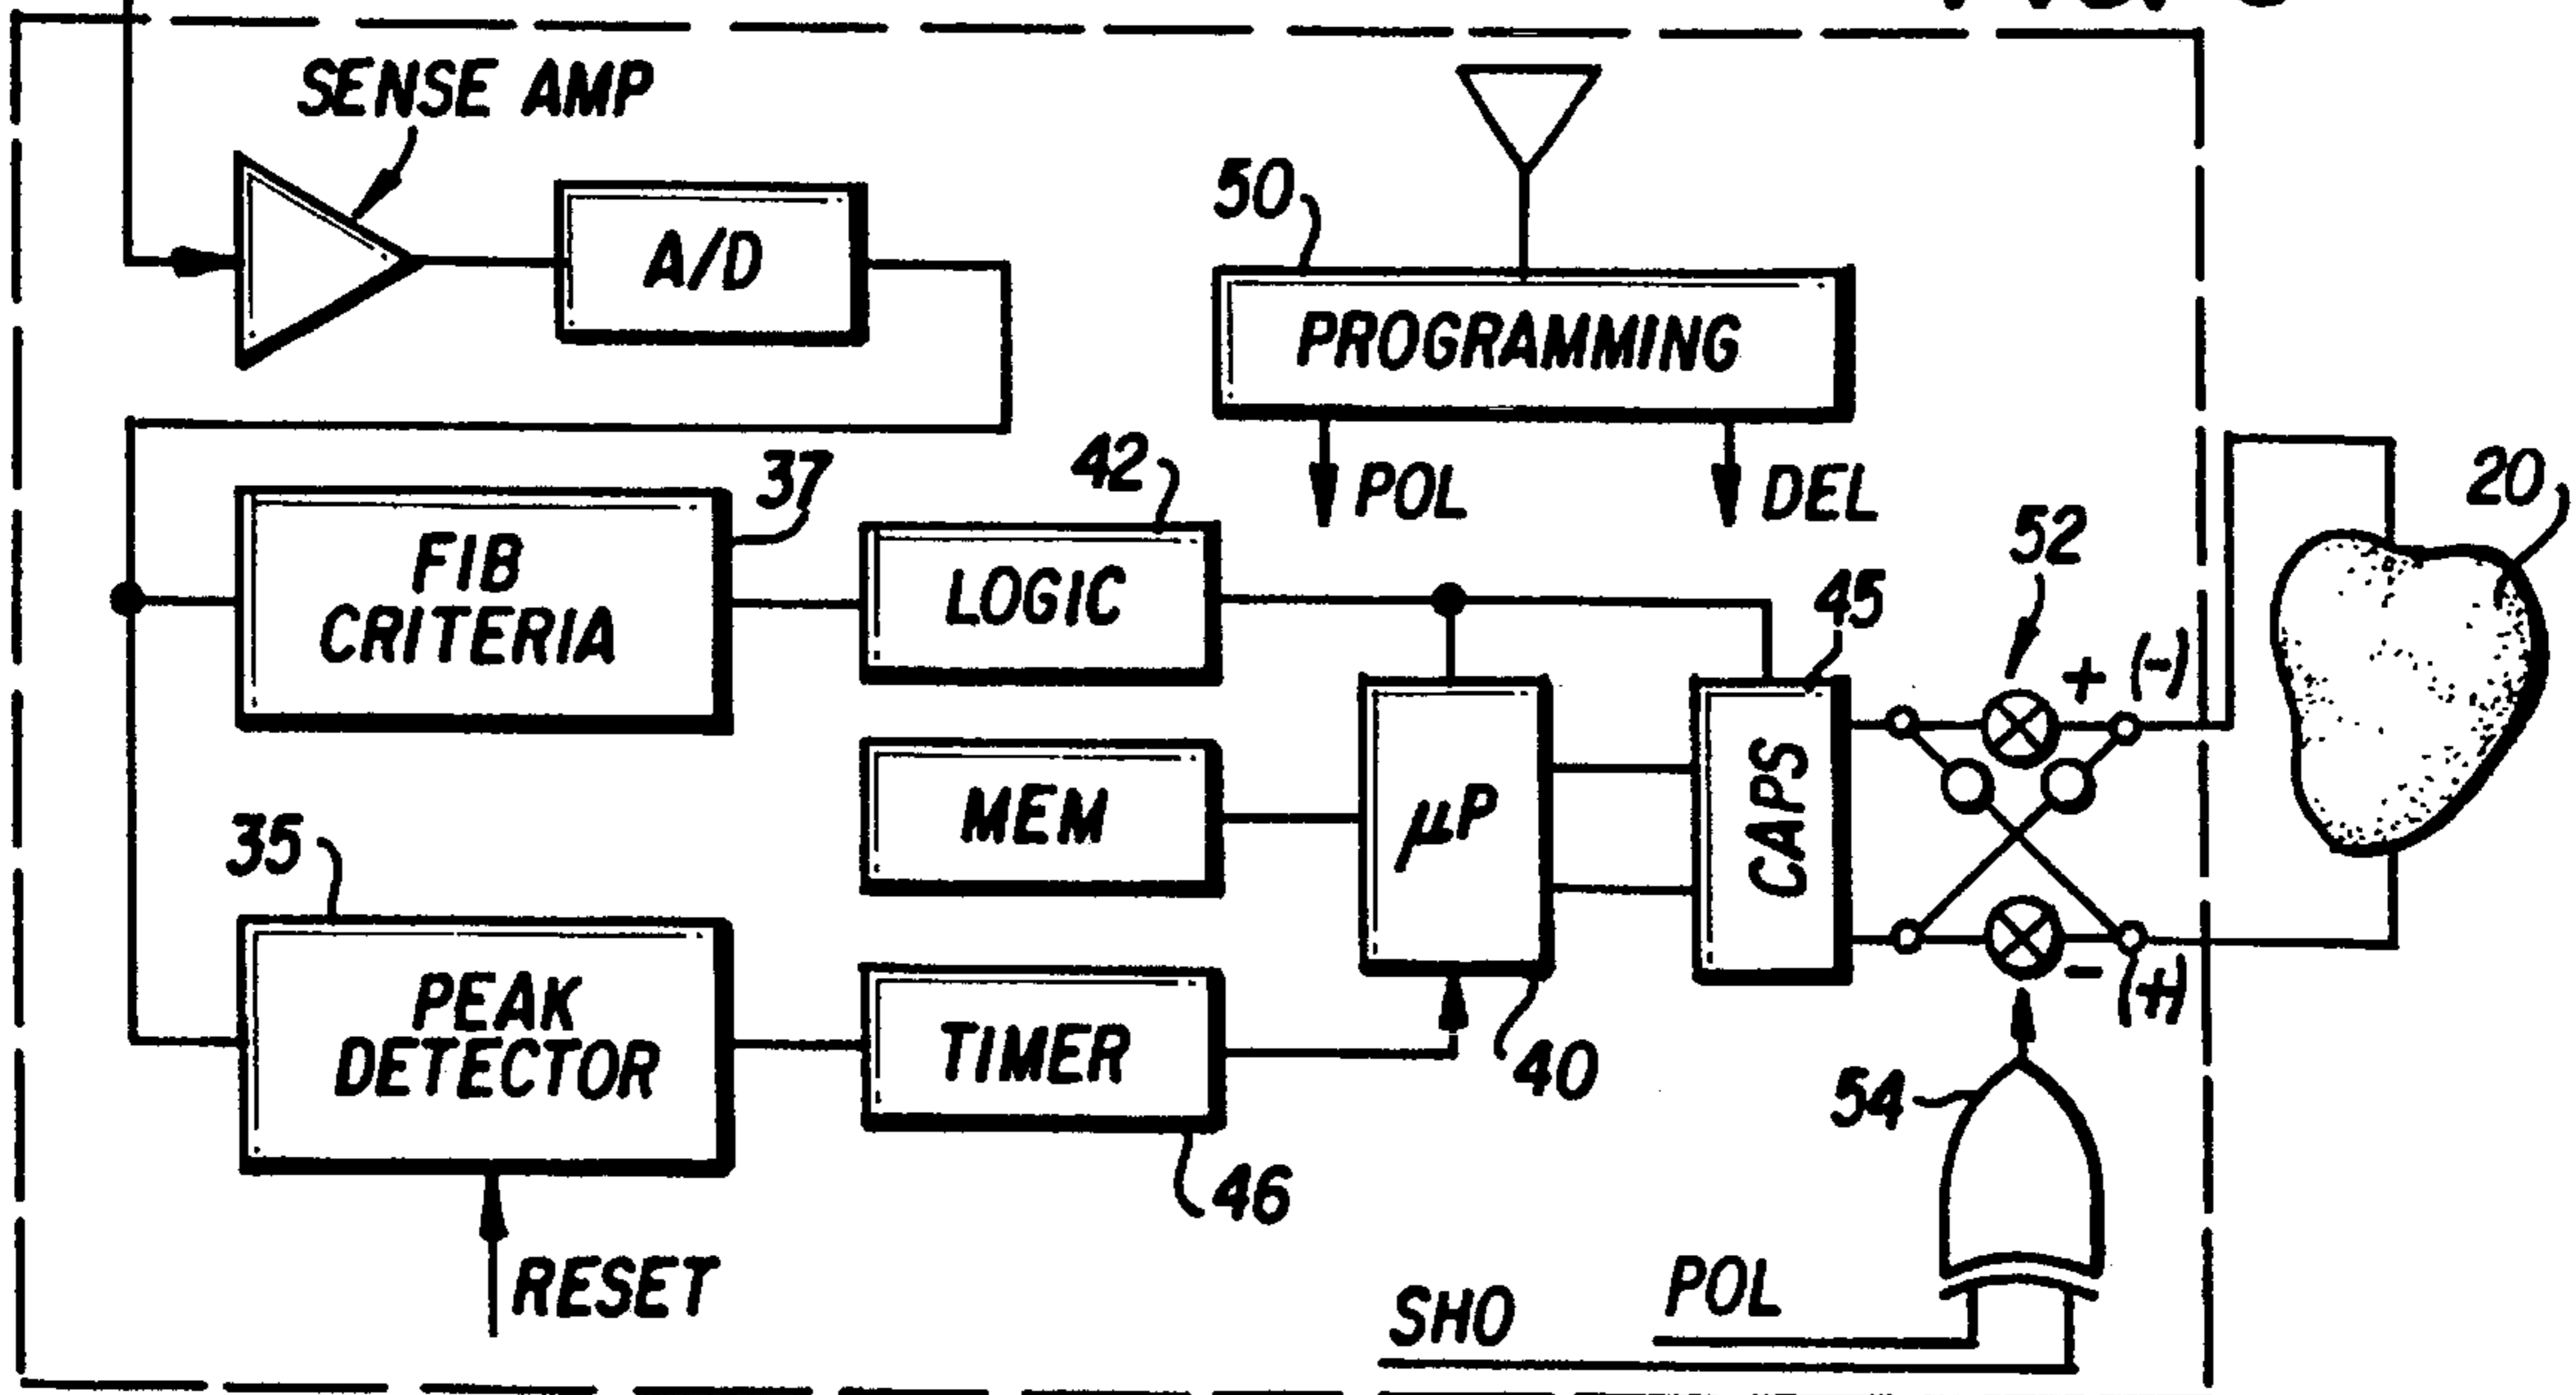 SENSE AMP
A/D
50
PROGRAMMING
POL
DEL
37
FIB
CRITERIA
42
LOGIC
45
52
+ (-)
20
MEM
μP
CAPS
35
PEAK
DETECTOR
TIMER
40
- (+)
54
46
RESET
SHO
POL